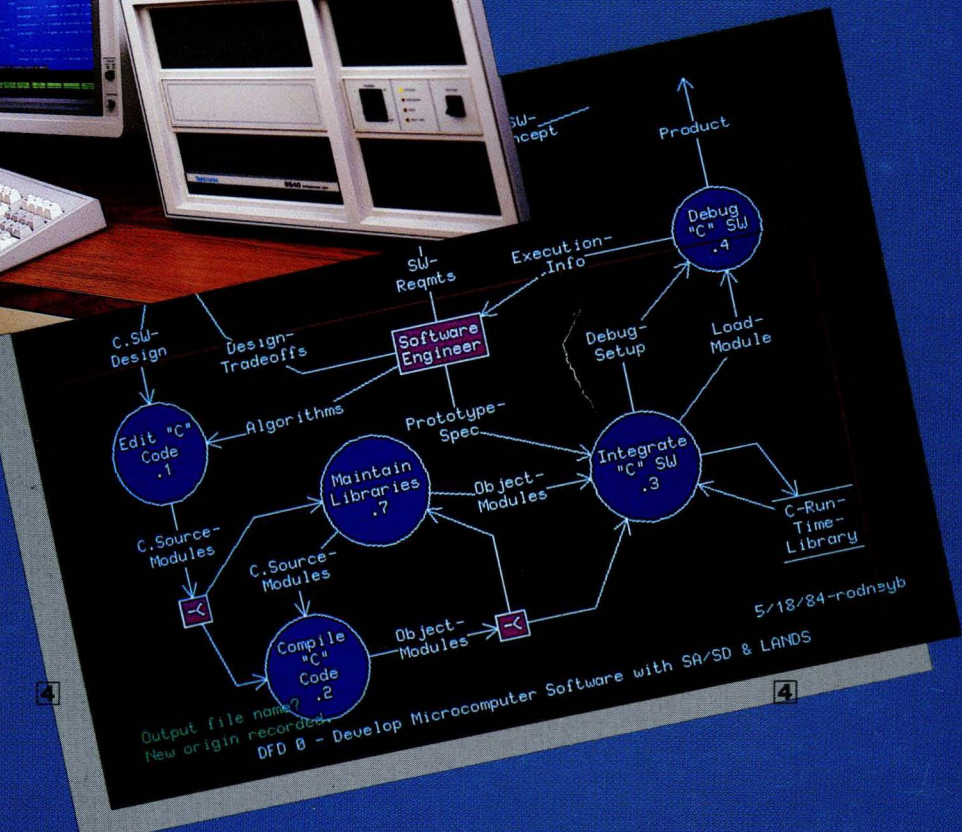 Tektronix
8540
SW-
Product
Debug
"C" SW
.4
Execution-
Info
SW-
Reqmts
Software
Engineer
C.SW-
Design
Design-
Tradeoffs
Debug-
Setup
Load-
Module
Algorithms
Prototype-
Spec
Edit "C"
Code
.1
Maintain
Libraries
.7
Object-
Modules
Integrate
"C" SW
.3
C-Run-
Time-
Library
C.Source-
Modules
C.Source-
Modules
Compile
"C"
Code
.2
Object-
Modules
5/18/84-rodneyb
Output file name?
New origin recorded.
DFD 0 - Develop Microcomputer Software with SA/SD & LANDS
4
4